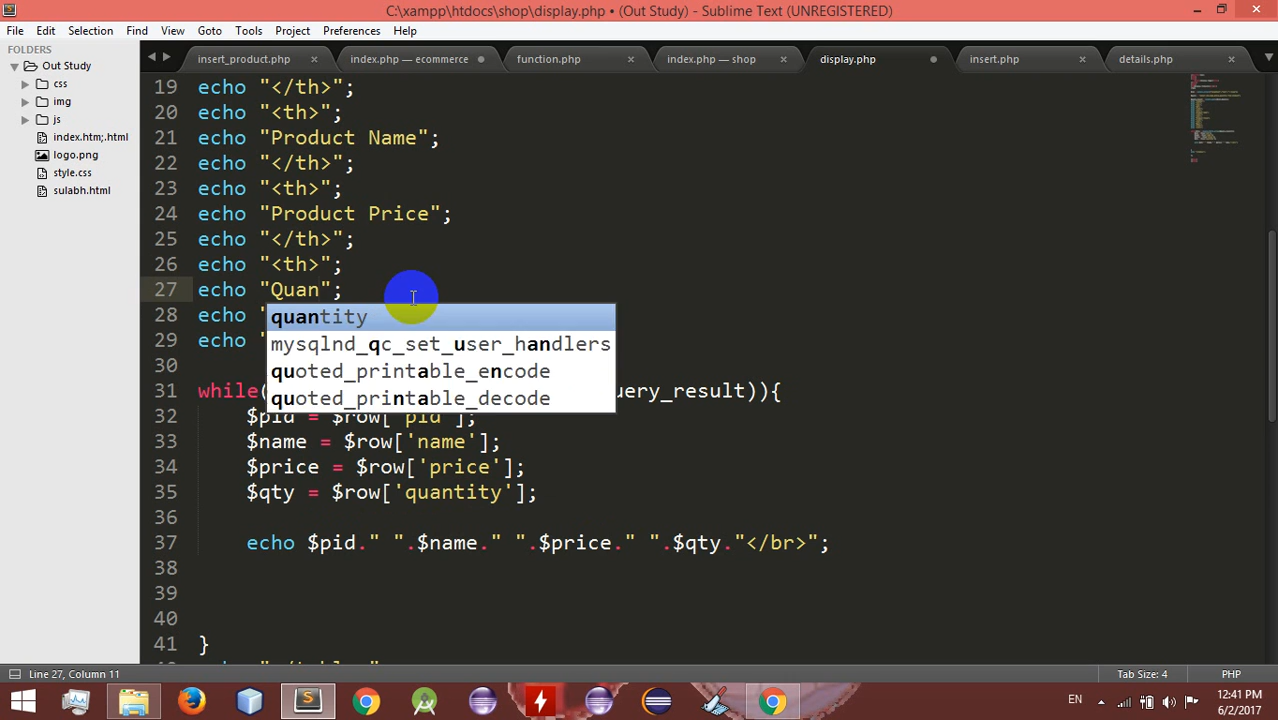 C:\xampp\htdocs\shop\display.php • (Out Study) - Sublime Text (UNREGISTERED)
File Edit Selection Find View Goto Tools Project Preferences Help
FOLDERS
Out Study
css
img
js
index.htm;.html
logo.png
style.css
sulabh.html
insert_product.php
index.php — ecommerce
function.php
index.php — shop
display.php
insert.php
details.php
19 echo "</th>";
20 echo "<th>";
21 echo "Product Name";
22 echo "</th>";
23 echo "<th>";
24 echo "Product Price";
25 echo "</th>";
26 echo "<th>";
27 echo "Quan";
28 echo "
29 echo "
quantity
mysqlnd_qc_set_user_handlers
quoted_printable_encode
quoted_printable_decode
30
31 while( uery_result)){
32 $pid = $row['pid'];
33 $name = $row['name'];
34 $price = $row['price'];
35 $qty = $row['quantity'];
36
37 echo $pid." ".$name." ".$price." ".$qty."</br>";
38
39
40
41 }
Line 27, Column 11
Tab Size: 4
PHP
EN
12:41 PM
6/2/2017